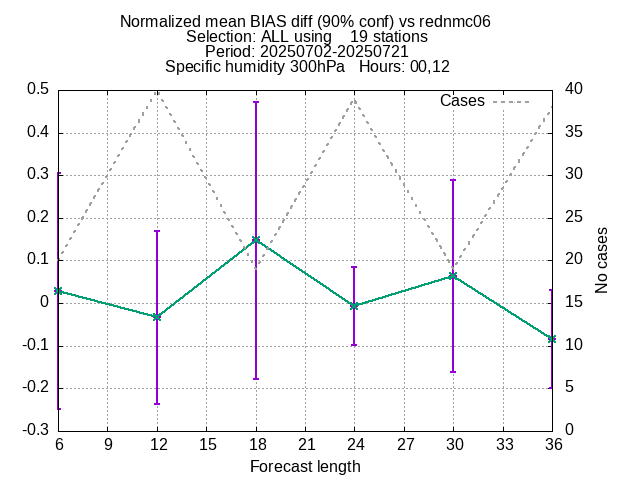 Normalized mean BIAS diff (90% conf) vs rednmc06
Selection: ALL using    19 stations
Period: 20250702-20250721
Specific humidity 300hPa   Hours: 00,12
Cases
0.5
0.4
0.3
0.2
0.1
0
-0.1
-0.2
-0.3
40
35
30
25
20
15
10
5
0
No cases
6 9 12 15 18 21 24 27 30 33 36
Forecast length